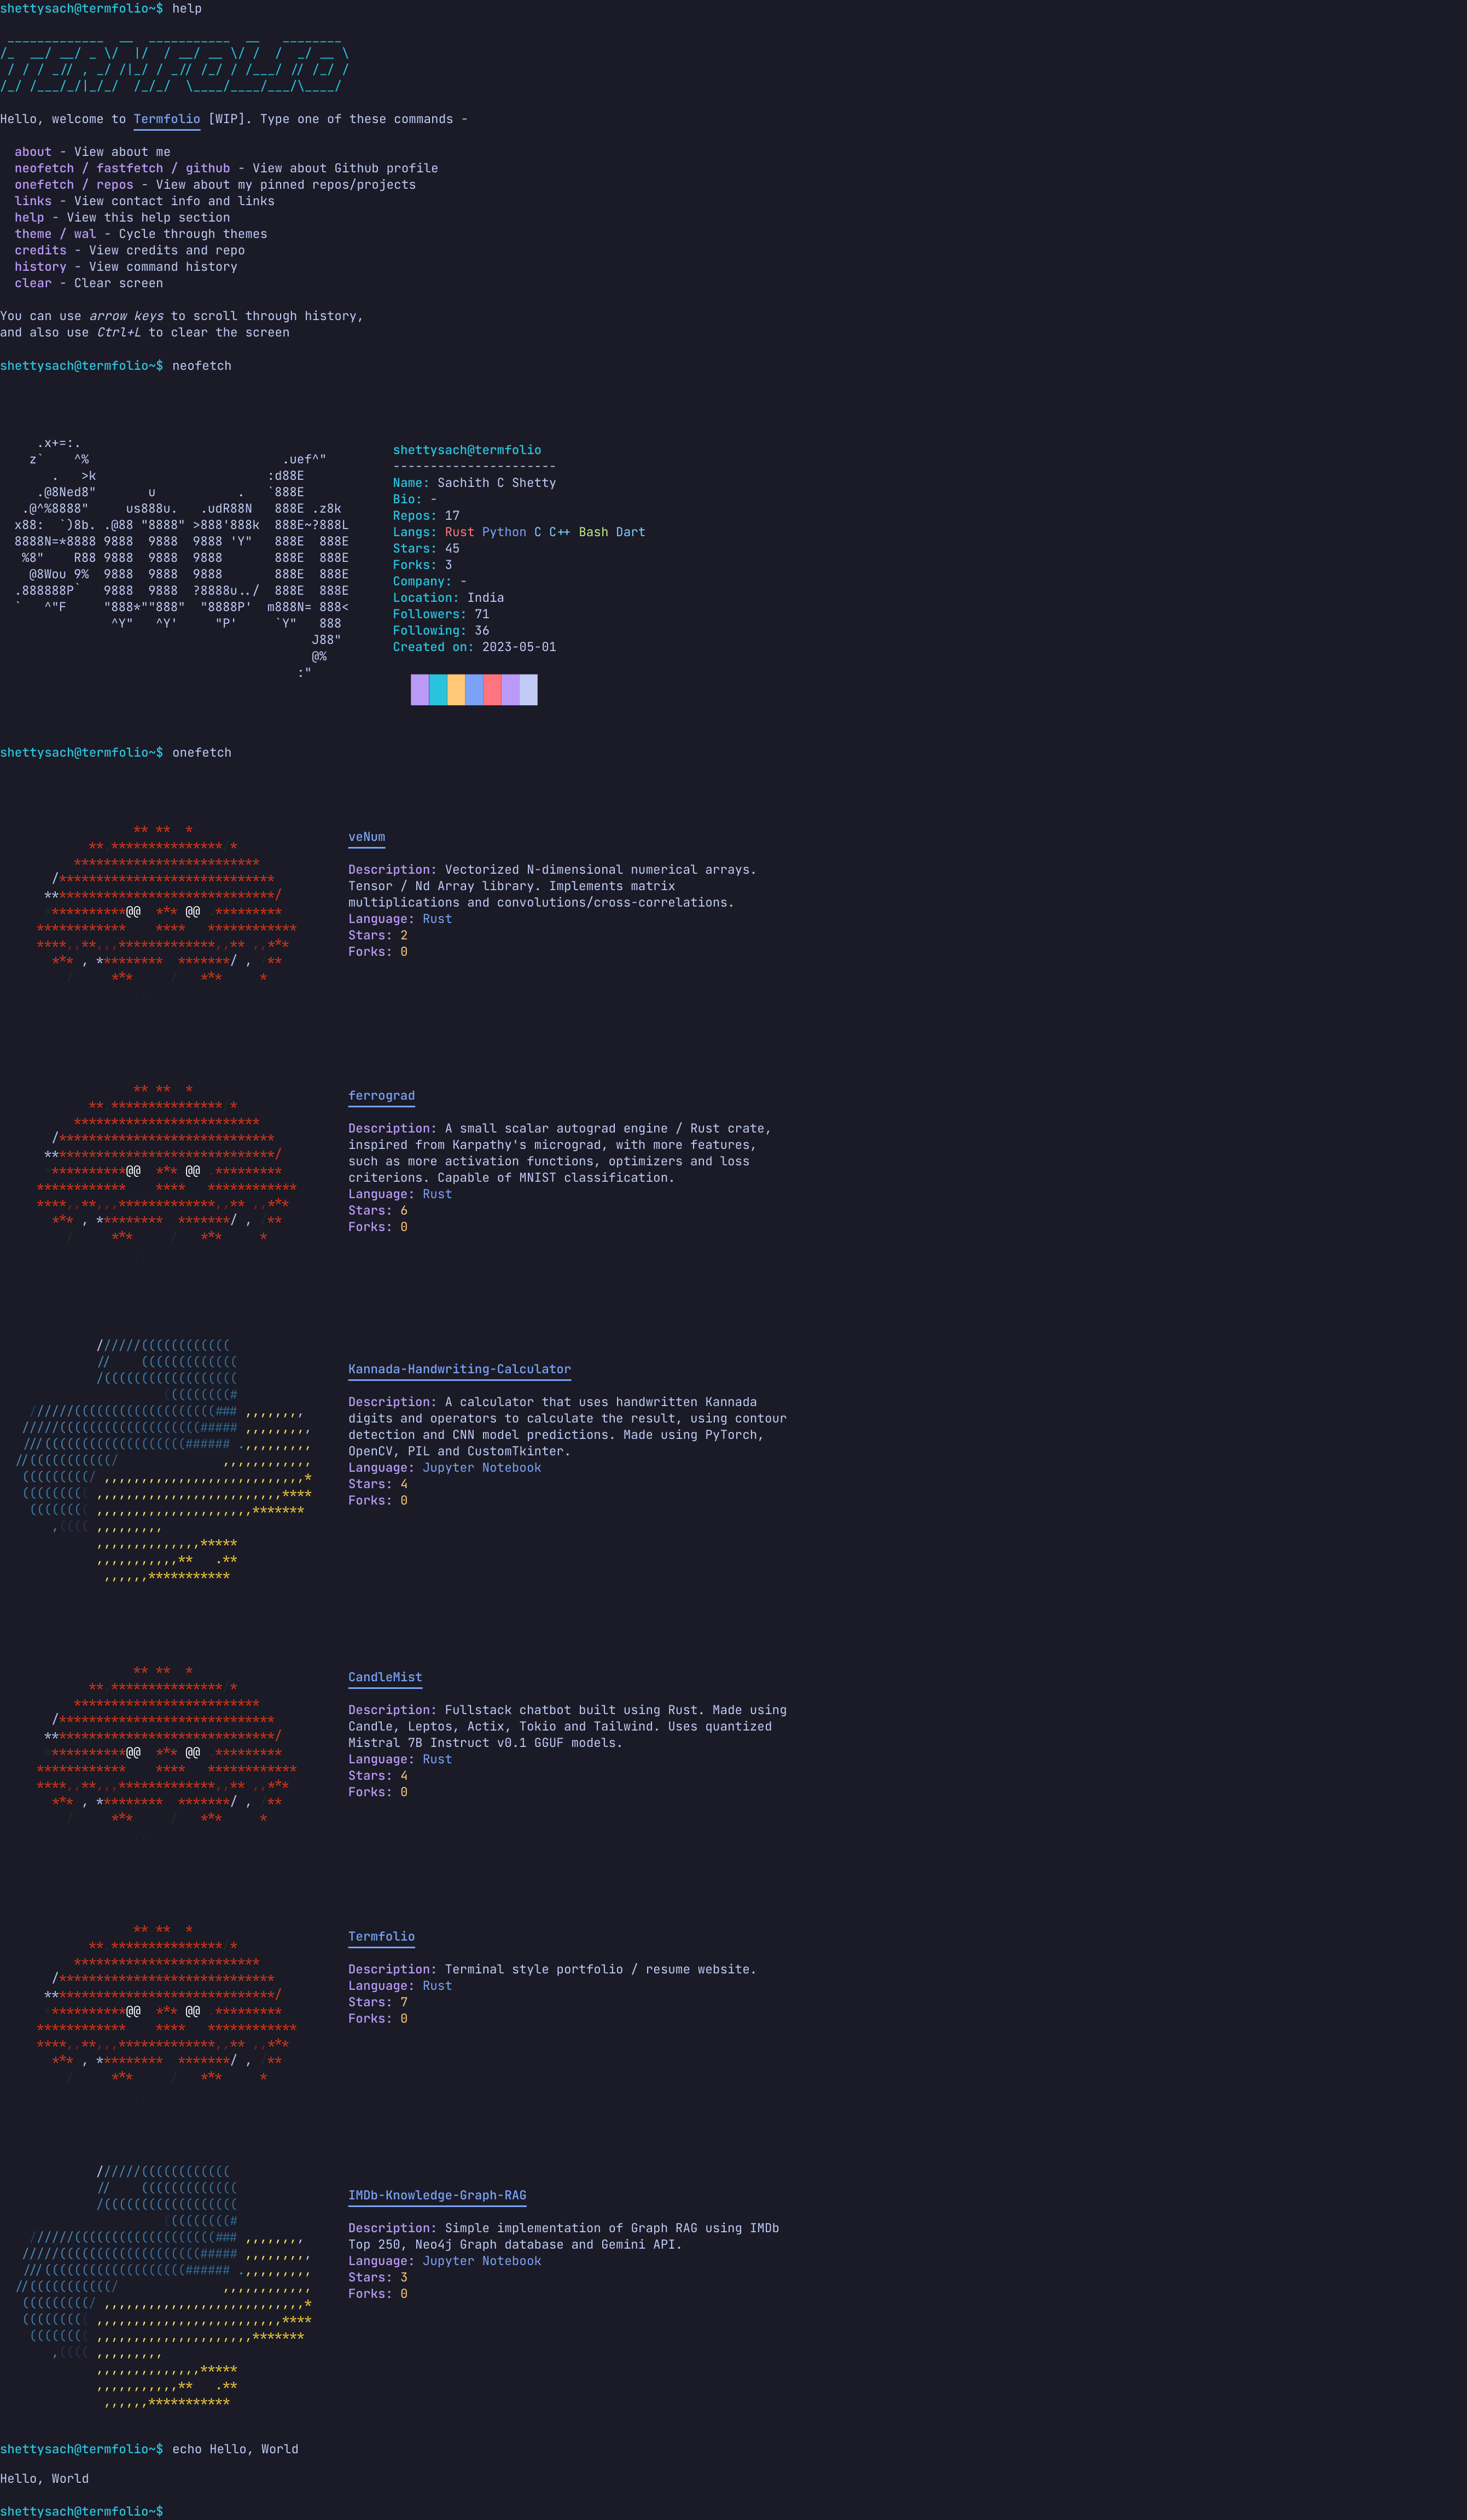 shettysach@termfolio~$ help
Hello, welcome to Termfolio [WIP]. Type one of these commands -
about - View about me
neofetch / fastfetch / github - View about Github profile
onefetch / repos - View about my pinned repos/projects
links - View contact info and links
help - View this help section
theme / wal - Cycle through themes
credits - View credits and repo
history - View command history
clear - Clear screen
You can use arrow keys to scroll through history,
and also use Ctrl+L to clear the screen
shettysach@termfolio~$ neofetch
shettysach@termfolio
----------------------
Name: Sachith C Shetty
Bio: -
Repos: 17
Langs: Rust Python C C++ Bash Dart
Stars: 45
Forks: 3
Company: -
Location: India
Followers: 71
Following: 36
Created on: 2023-05-01
shettysach@termfolio~$ onefetch
veNum
Description: Vectorized N-dimensional numerical arrays.
Tensor / Nd Array library. Implements matrix
multiplications and convolutions/cross-correlations.
Language: Rust
Stars: 2
Forks: 0
ferrograd
Description: A small scalar autograd engine / Rust crate,
inspired from Karpathy's micrograd, with more features,
such as more activation functions, optimizers and loss
criterions. Capable of MNIST classification.
Language: Rust
Stars: 6
Forks: 0
Kannada-Handwriting-Calculator
Description: A calculator that uses handwritten Kannada
digits and operators to calculate the result, using contour
detection and CNN model predictions. Made using PyTorch,
OpenCV, PIL and CustomTkinter.
Language: Jupyter Notebook
Stars: 4
Forks: 0
CandleMist
Description: Fullstack chatbot built using Rust. Made using
Candle, Leptos, Actix, Tokio and Tailwind. Uses quantized
Mistral 7B Instruct v0.1 GGUF models.
Language: Rust
Stars: 4
Forks: 0
Termfolio
Description: Terminal style portfolio / resume website.
Language: Rust
Stars: 7
Forks: 0
IMDb-Knowledge-Graph-RAG
Description: Simple implementation of Graph RAG using IMDb
Top 250, Neo4j Graph database and Gemini API.
Language: Jupyter Notebook
Stars: 3
Forks: 0
shettysach@termfolio~$ echo Hello, World
Hello, World
shettysach@termfolio~$